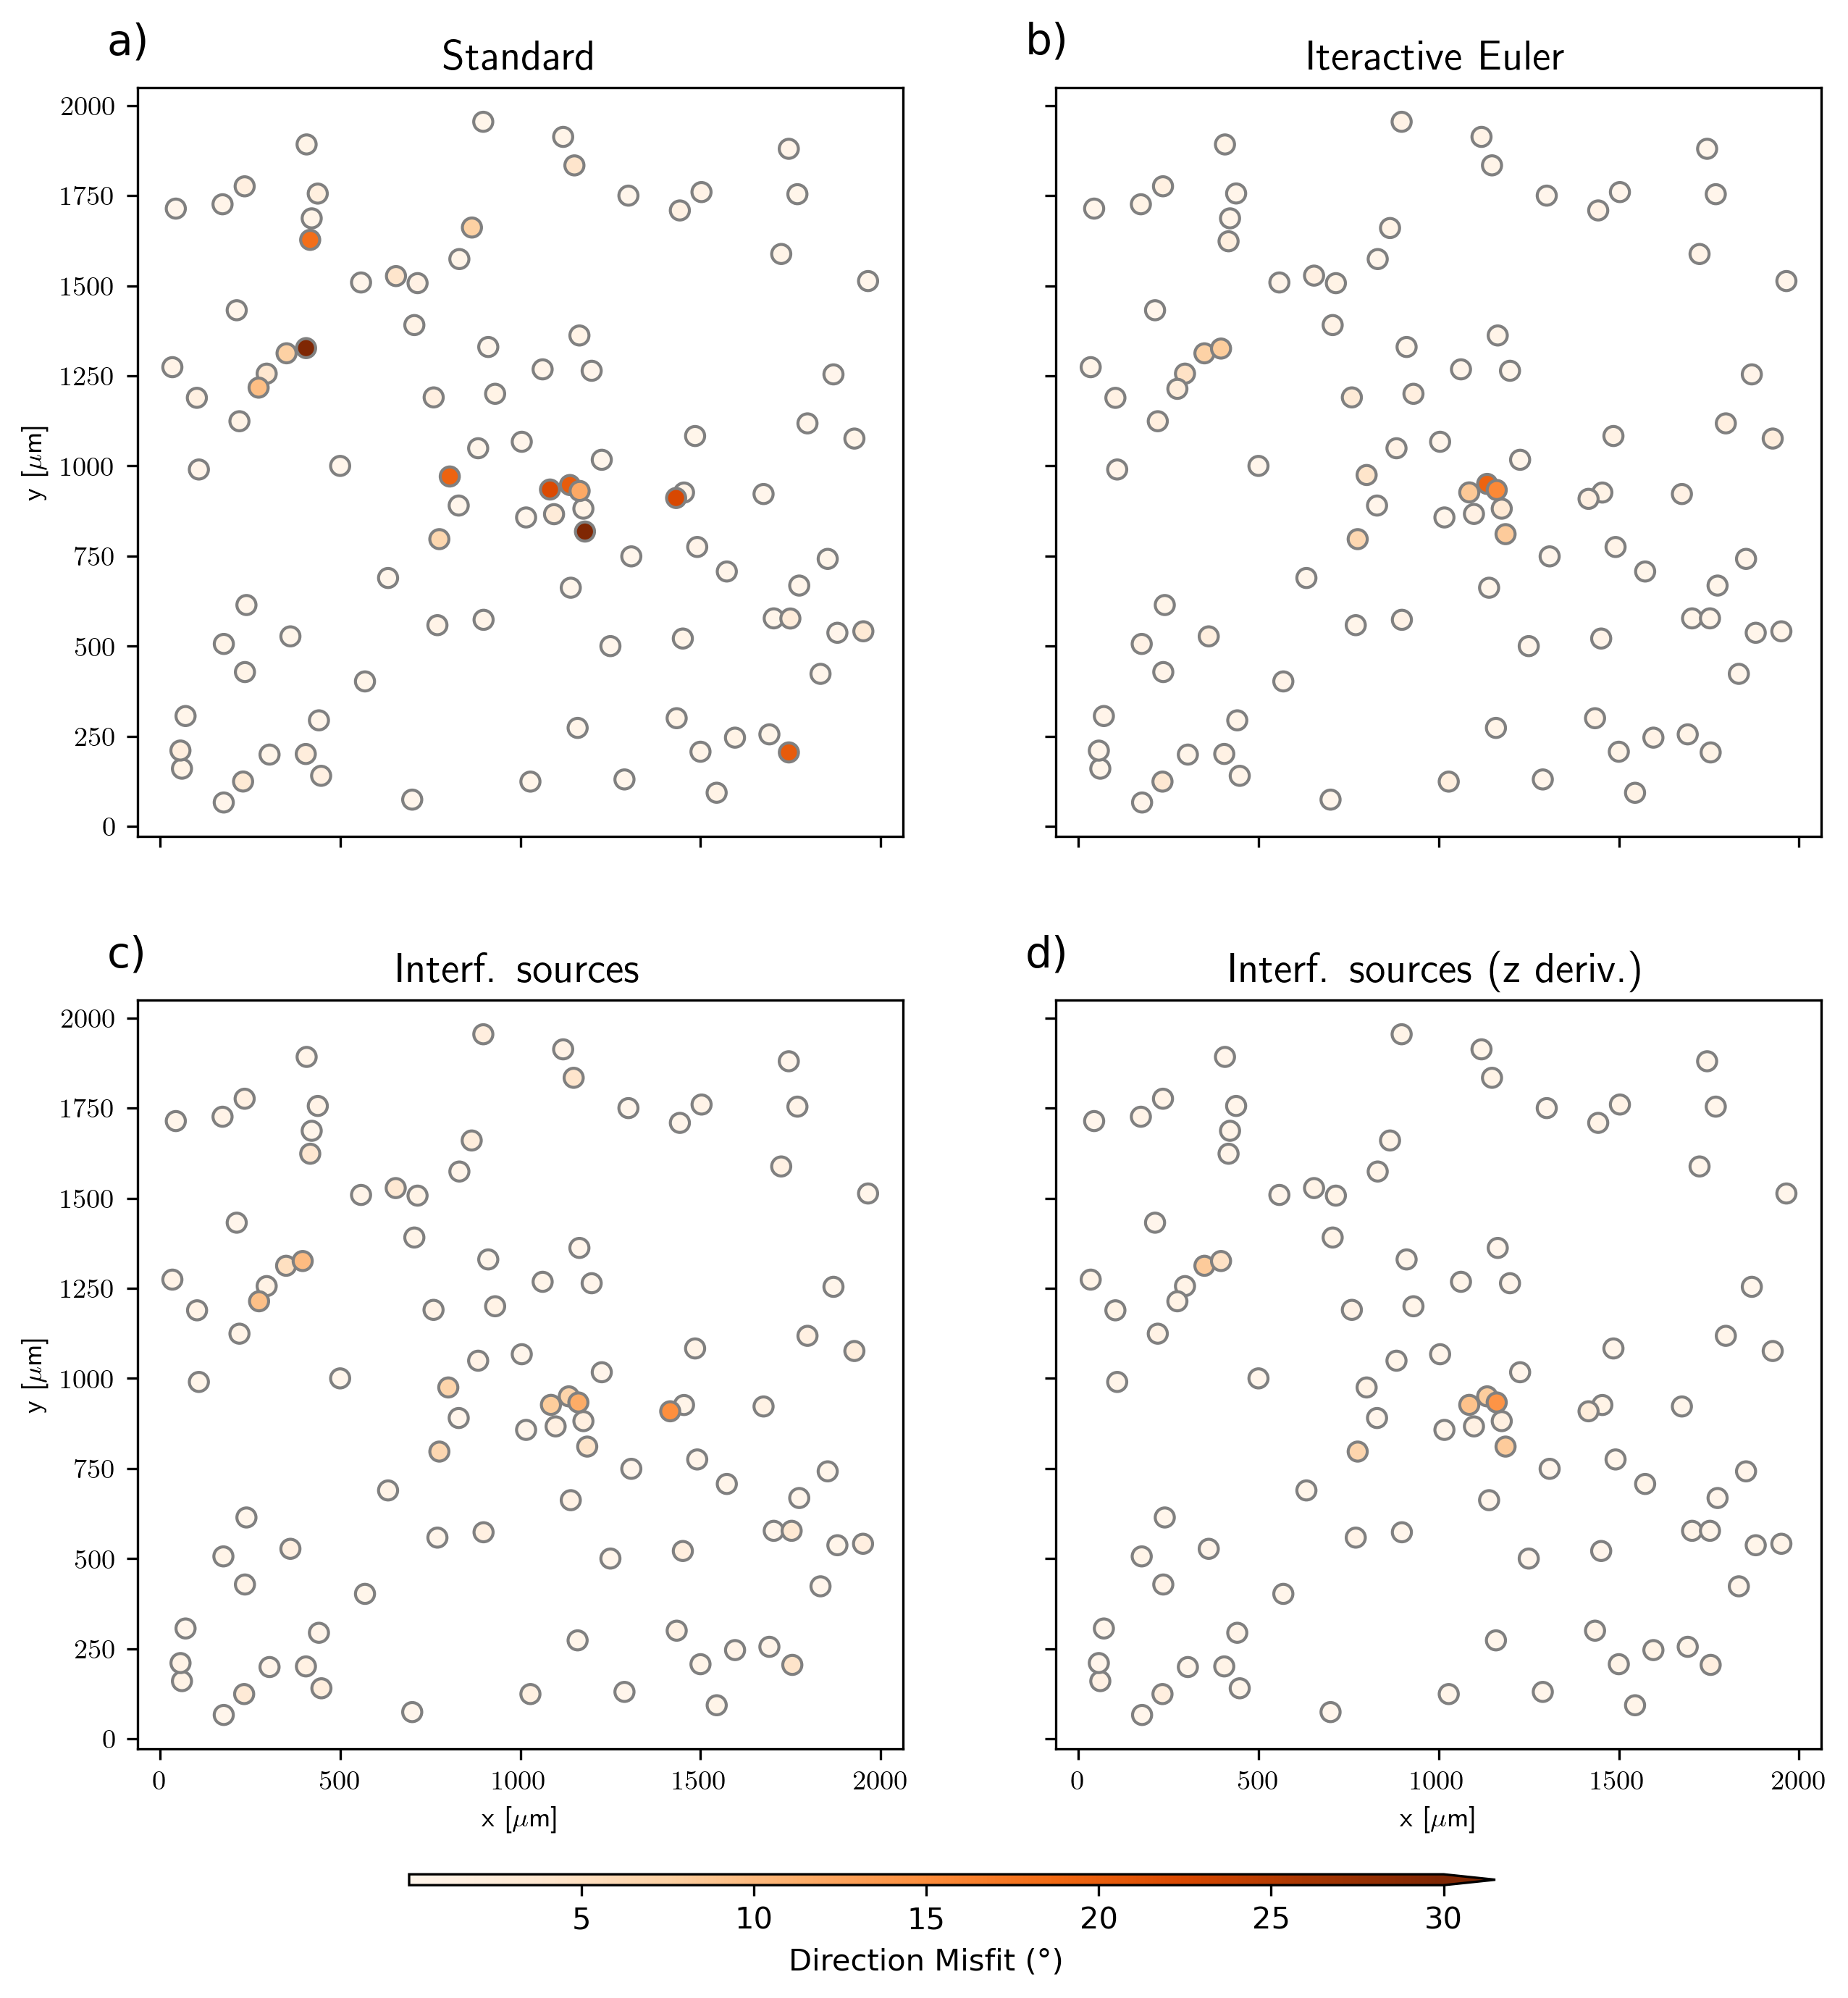 a)
Standard
b)
Iteractive Euler
2000
1750
1500
1250
1000
750
500
250
0
y [μm]
c)
Interf. sources
d)
Interf. sources (z deriv.)
2000
1750
1500
1250
1000
750
500
250
0
y [μm]
0 500 1000 1500 2000
x [μm]
0 500 1000 1500 2000
x [μm]
5 10 15 20 25 30
Direction Misfit (°)